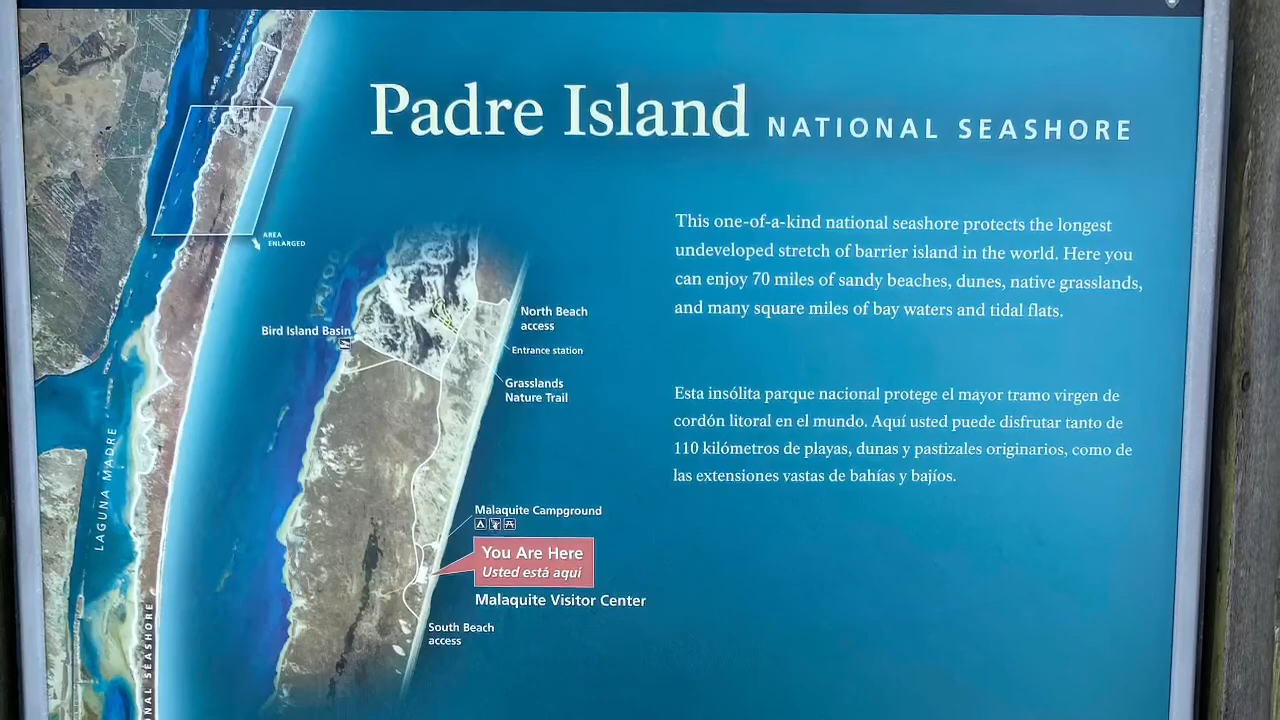 Padre Island NATIONAL SEASHORE
AREA
ENLARGED
This one-of-a-kind national seashore protects the longest
undeveloped stretch of barrier island in the world. Here you
can enjoy 70 miles of sandy beaches, dunes, native grasslands,
and many square miles of bay waters and tidal flats.
Esta insólita parque nacional protege el mayor tramo virgen de
cordón litoral en el mundo. Aquí usted puede disfrutar tanto de
110 kilómetros de playas, dunas y pastizales originarios, como de
las extensiones vastas de bahías y bajíos.
Bird Island Basin
North Beach
access
Entrance station
Grasslands
Nature Trail
LAGUNA MADRE
Malaquite Campground
You Are Here
Usted está aquí
Malaquite Visitor Center
South Beach
access
SEASHORE